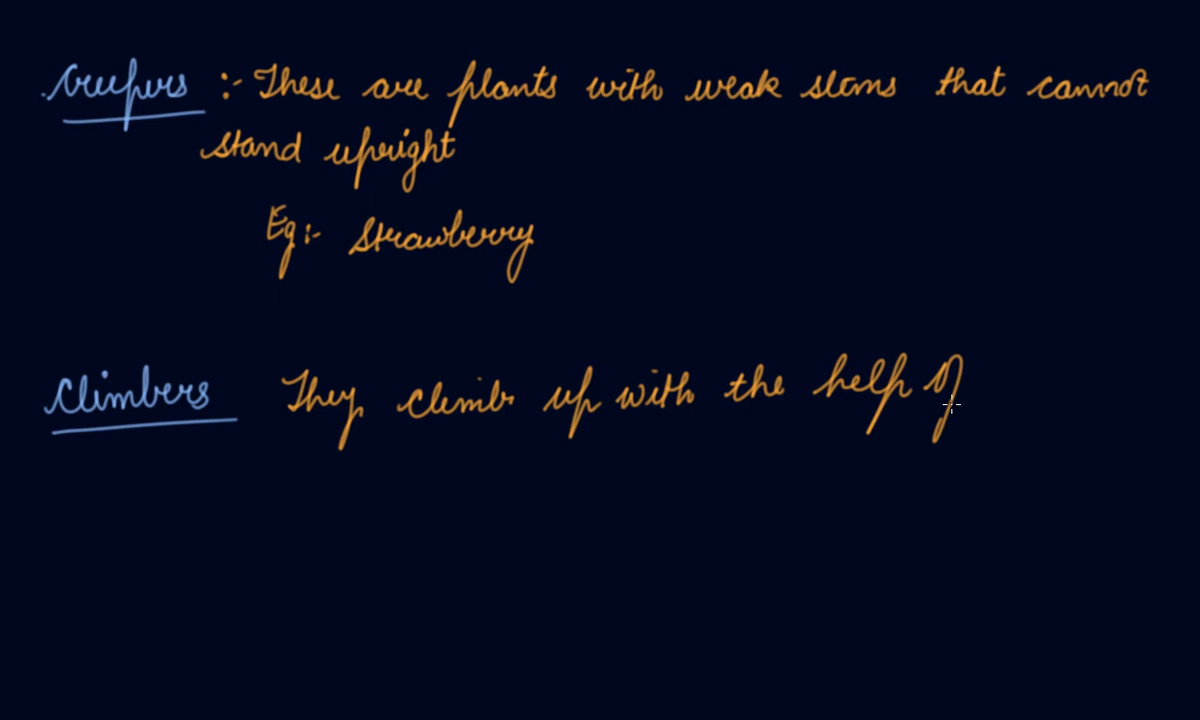 Creepers :- These are plants with weak stems that cannot
stand upright
Eg:- Strawberry
Climbers They climb up with the help of